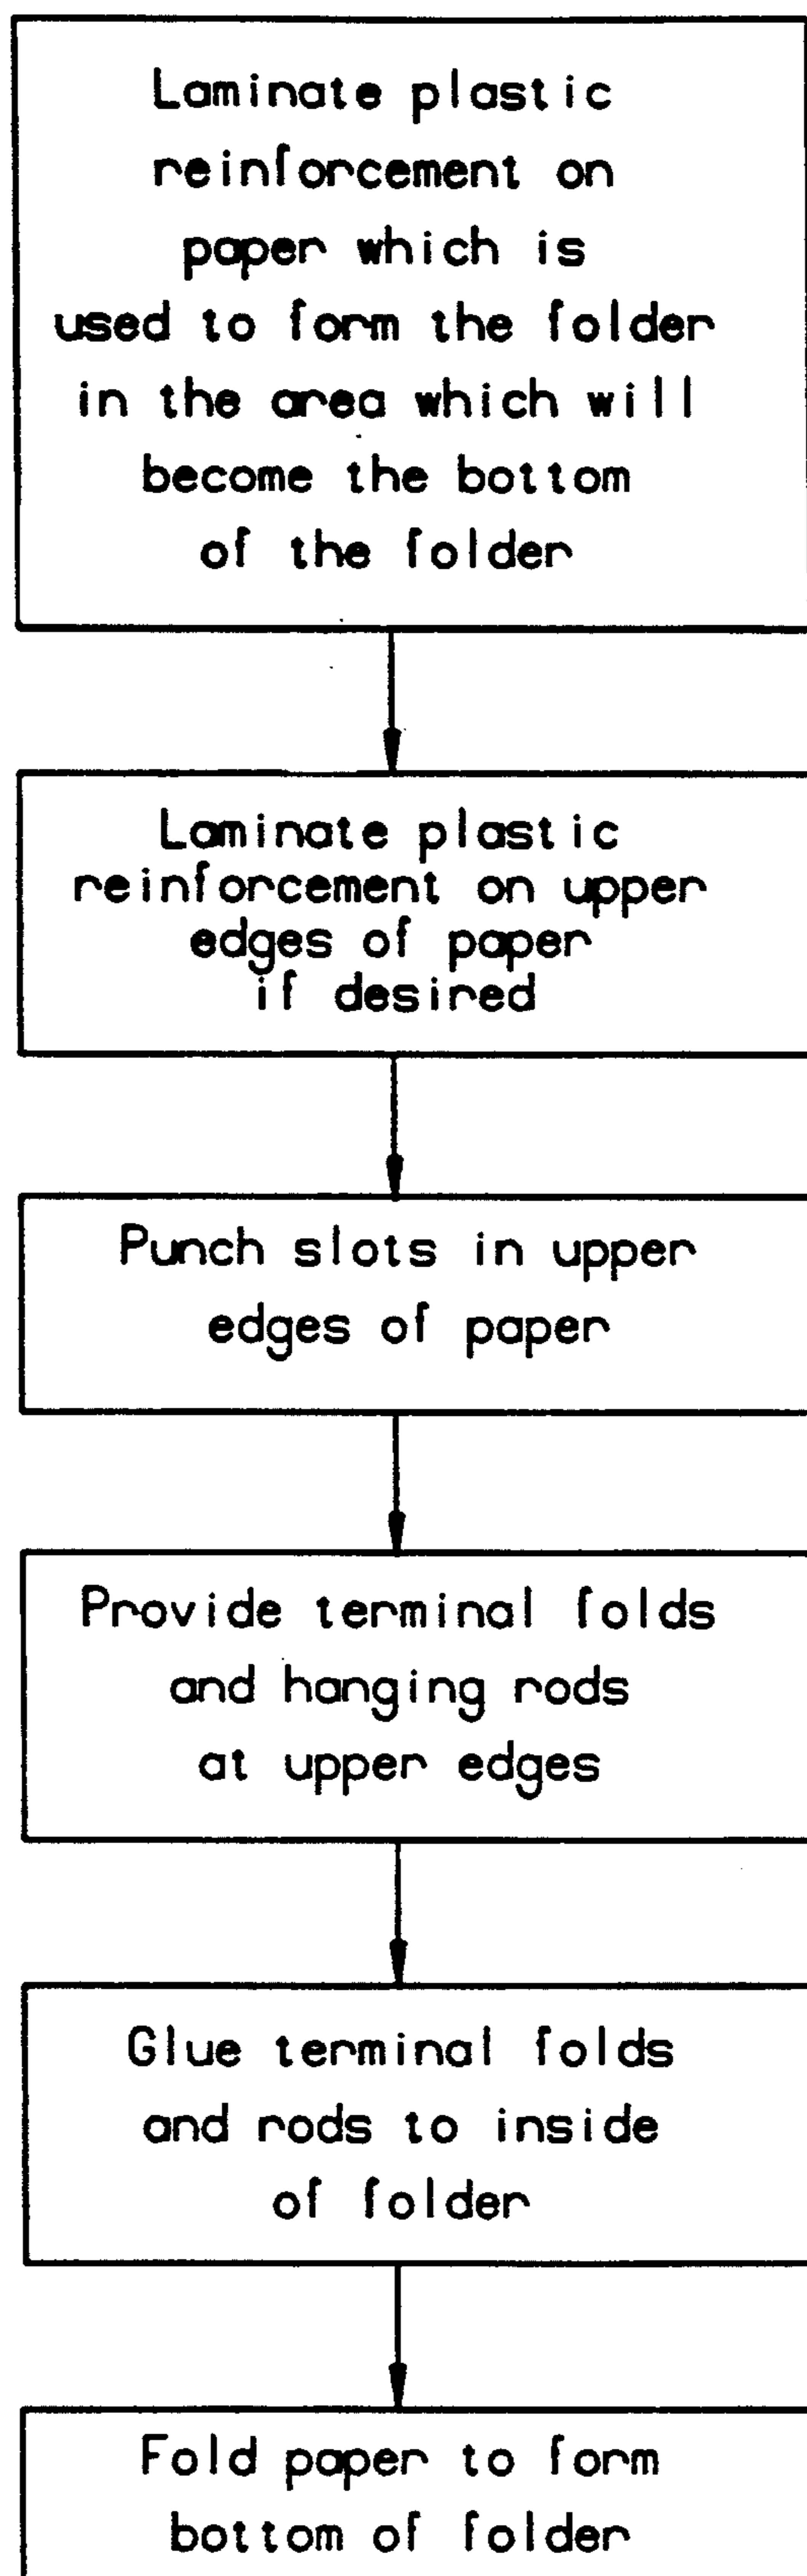 Laminate plastic
reinforcement on
paper which is
used to form the folder
in the area which will
become the bottom
of the folder
Laminate plastic
reinforcement on upper
edges of paper
if desired
Punch slots in upper
edges of paper
Provide terminal folds
and hanging rods
at upper edges
Glue terminal folds
and rods to inside
of folder
Fold paper to form
bottom of folder